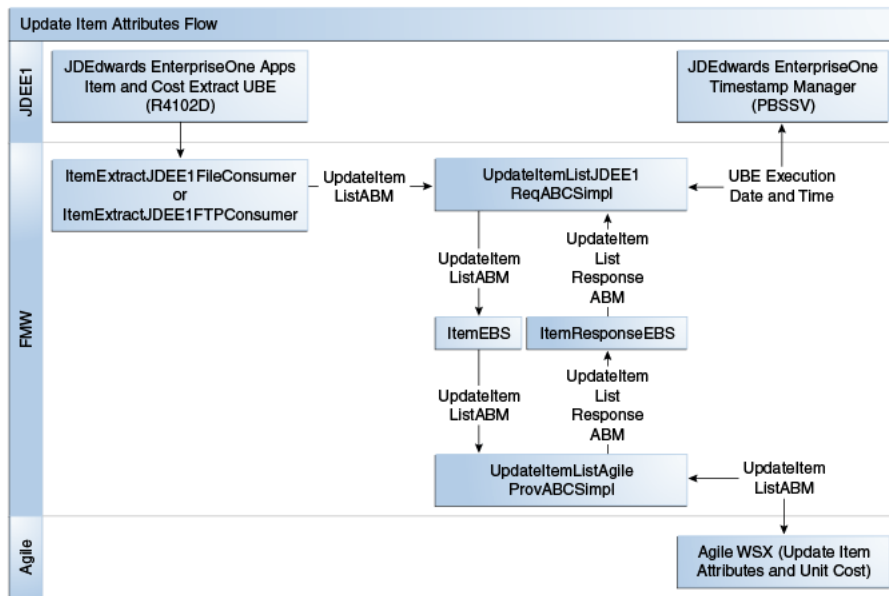 Update Item Attributes Flow
JDEE1
JDEdwards EnterpriseOne Apps
Item and Cost Extract UBE
(R4102D)
JDEdwards EnterpriseOne
Timestamp Manager
(PBSSV)
FMW
ItemExtractJDEE1FileConsumer
or
ItemExtractJDEE1FTPConsumer
UpdateItem
ListABM
UpdateItemListJDEE1
ReqABCSimpl
UBE Execution
Date and Time
UpdateItem
ListABM
UpdateItem
List
Response
ABM
ItemEBS
ItemResponseEBS
UpdateItem
ListABM
UpdateItem
List
Response
ABM
UpdateItemListAgile
ProvABCSimpl
UpdateItem
ListABM
Agile
Agile WSX (Update Item
Attributes and Unit Cost)